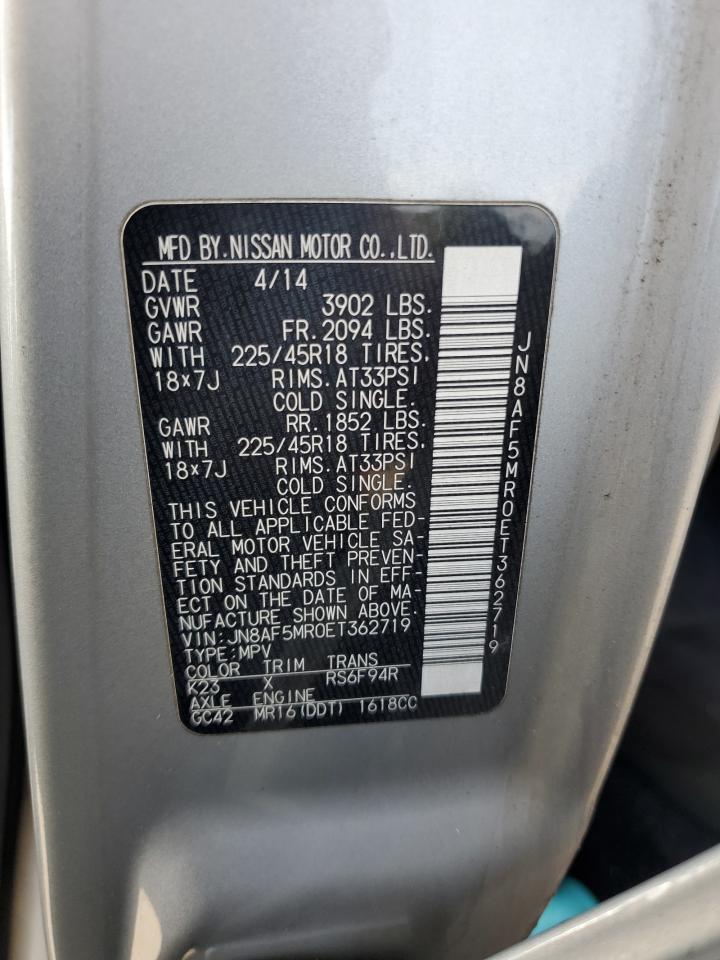 MFD BY.NISSAN MOTOR CO.,LTD.
DATE 4/14
GVWR 3902 LBS.
GAWR FR.2094 LBS.
WITH 225/45R18 TIRES,
18×7J RIMS.AT33PSI
COLD SINGLE.
GAWR RR.1852 LBS.
WITH 225/45R18 TIRES,
18×7J RIMS.AT33PSI
COLD SINGLE.
THIS VEHICLE CONFORMS
TO ALL APPLICABLE FED-
ERAL MOTOR VEHICLE SA-
FETY AND THEFT PREVEN-
TION STANDARDS IN EFF-
ECT ON THE DATE OF MA-
NUFACTURE SHOWN ABOVE.
VIN:JN8AF5MR0ET362719
TYPE:MPV
COLOR TRIM TRANS
K23 X RS6F94R
AXLE ENGINE
GC42 MR16(DDT) 1618CC
JN8AF5MR0ET362719